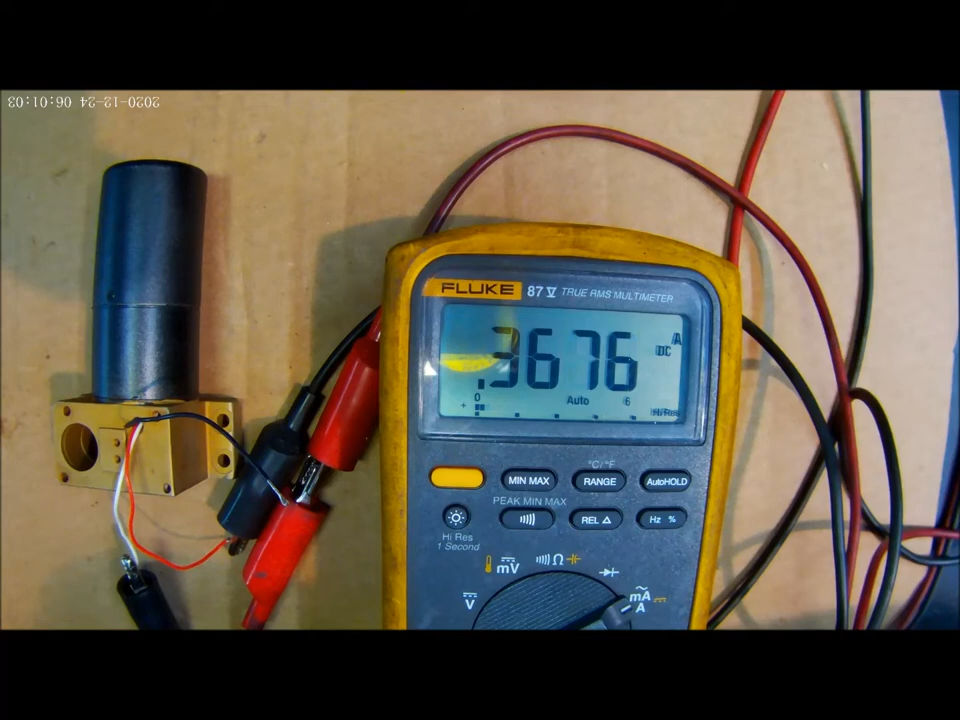 2020-12-24 06:01:03
FLUKE 87 V TRUE RMS MULTIMETER
.3676 A DC
0 Auto 6 Hi Res
MIN MAX °C/°F RANGE AutoHOLD
PEAK MIN MAX
REL Δ Hz %
Hi Res
1 Second
mV Ω
V mA
A